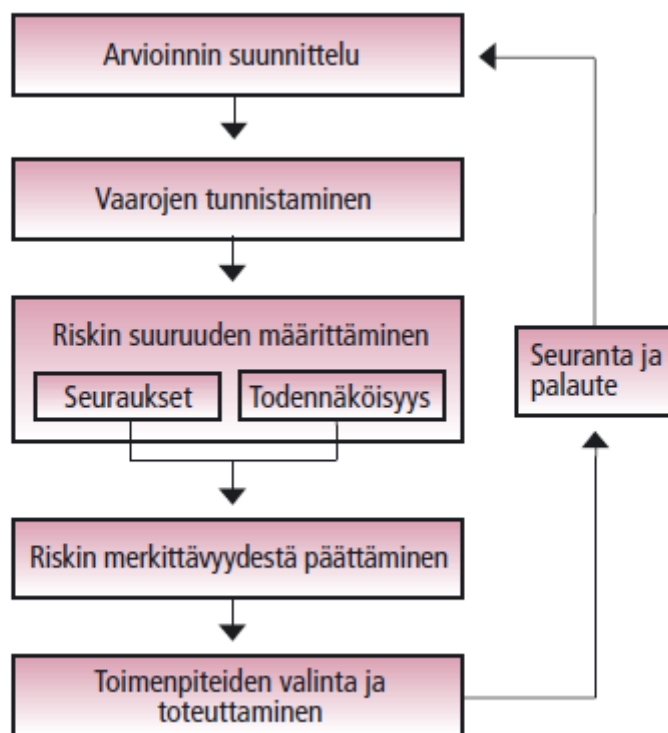 Arvioinnin suunnittelu
Vaarojen tunnistaminen
Riskin suuruuden määrittäminen
Seuraukset
Todennäköisyys
Riskin merkittävyydestä päättäminen
Toimenpiteiden valinta ja
toteuttaminen
Seuranta ja
palaute